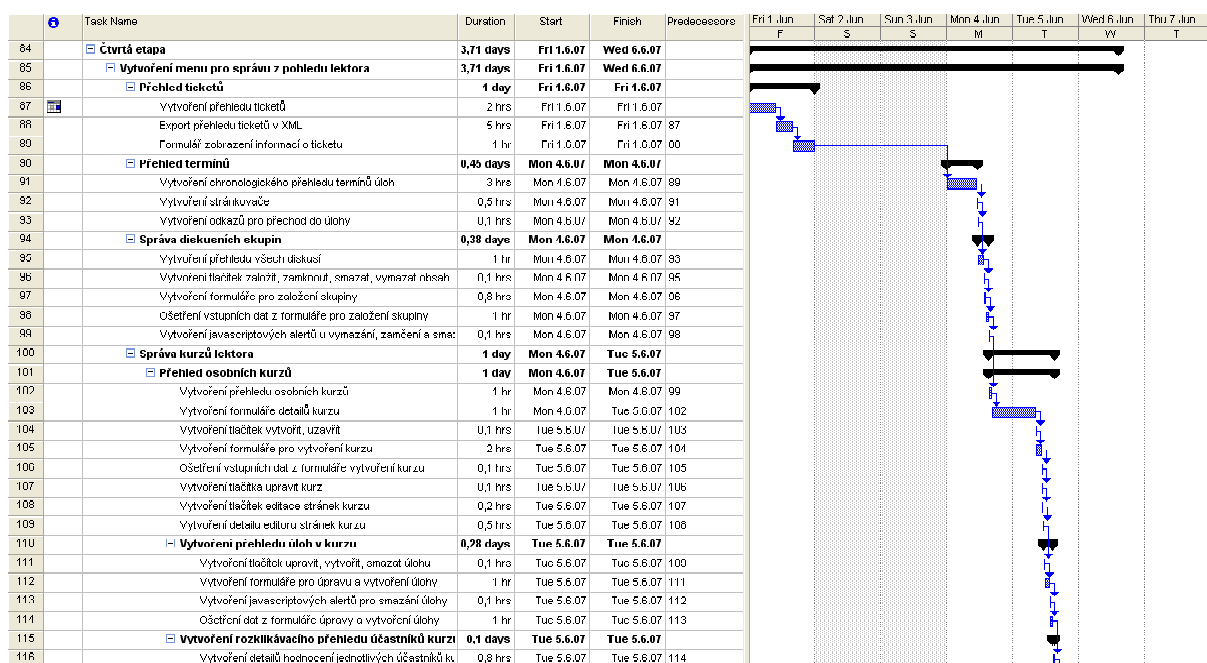 Task Name Duration Start Finish Predecessors Fri 1 Jun Sat 2 Jun Sun 3 Jun Mon 4 Jun Tue 5 Jun Wed 6 Jun Thu 7 Jun
F S S M T W T
84 Čtvrtá etapa 3,71 days Fri 1.6.07 Wed 6.6.07
85 Vytvoření menu pro správu z pohledu lektora 3,71 days Fri 1.6.07 Wed 6.6.07
86 Přehled ticketů 1 day Fri 1.6.07 Fri 1.6.07
87 Vytvoření přehledu ticketů 2 hrs Fri 1.6.07 Fri 1.6.07
88 Export přehledu ticketů v XML 5 hrs Fri 1.6.07 Fri 1.6.07 87
89 Formulář zobrazení informací o ticketu 1 hr Fri 1.6.07 Fri 1.6.07
90 Přehled termínů 0,45 days Mon 4.6.07 Mon 4.6.07
91 Vytvoření chronologického přehledu termínů úloh 3 hrs Mon 4.6.07 Mon 4.6.07 89
92 Vytvoření stránkovače 0,5 hrs Mon 4.6.07 Mon 4.6.07 91
93 Vytvoření odkazů pro přechod do úlohy 0,1 hrs Mon 4.6.07 Mon 4.6.07 92
94 Správa diskusních skupin 0,38 days Mon 4.6.07 Mon 4.6.07
95 Vytvoření přehledu všech diskusí 1 hr Mon 4.6.07 Mon 4.6.07 93
96 Vytvoření tlačítek založit, zamknout, smazat, vymazat obsah 0,1 hrs Mon 4.6.07 Mon 4.6.07 95
97 Vytvoření formuláře pro založení skupiny 0,8 hrs Mon 4.6.07 Mon 4.6.07 96
98 Ošetření vstupních dat z formuláře pro založení skupiny 1 hr Mon 4.6.07 Mon 4.6.07 97
99 Vytvoření javascriptových alertů u vymazání, zamčení a smaz 0,1 hrs Mon 4.6.07 Mon 4.6.07 98
100 Správa kurzů lektora 1 day Mon 4.6.07 Tue 5.6.07
101 Přehled osobních kurzů 1 day Mon 4.6.07 Tue 5.6.07
102 Vytvoření přehledu osobních kurzů 1 hr Mon 4.6.07 Mon 4.6.07 99
103 Vytvoření formuláře detailů kurzu 1 hr Mon 4.6.07 Tue 5.6.07 102
104 Vytvoření tlačítek vytvořit, uzavřít 0,1 hrs Tue 5.6.07 Tue 5.6.07 103
105 Vytvoření formuláře pro vytvoření kurzu 2 hrs Tue 5.6.07 Tue 5.6.07 104
106 Ošetření vstupních dat z formuláře vytvoření kurzu 0,1 hrs Tue 5.6.07 Tue 5.6.07 105
107 Vytvoření tlačítka upravit kurz 0,1 hrs Tue 5.6.07 Tue 5.6.07 106
108 Vytvoření tlačítek editace stránek kurzu 0,2 hrs Tue 5.6.07 Tue 5.6.07 107
109 Vytvoření detailu editoru stránek kurzu 0,5 hrs Tue 5.6.07 Tue 5.6.07 108
110 Vytvoření přehledu úloh v kurzu 0,28 days Tue 5.6.07 Tue 5.6.07
111 Vytvoření tlačítek upravit, vytvořit, smazat úlohu 0,1 hrs Tue 5.6.07 Tue 5.6.07 109
112 Vytvoření formuláře pro úpravu a vytvoření úlohy 1 hr Tue 5.6.07 Tue 5.6.07 111
113 Vytvoření javascriptových alertů pro smazání úlohy 0,1 hrs Tue 5.6.07 Tue 5.6.07 112
114 Ošetření dat z formuláře úpravy a vytvoření úlohy 1 hr Tue 5.6.07 Tue 5.6.07 113
115 Vytvoření rozklikávacího přehledu účastníků kurzu 0,1 days Tue 5.6.07 Tue 5.6.07
116 Vytvoření detailů hodnocení jednotlivých účastníků ku 0,8 hrs Tue 5.6.07 Tue 5.6.07 114